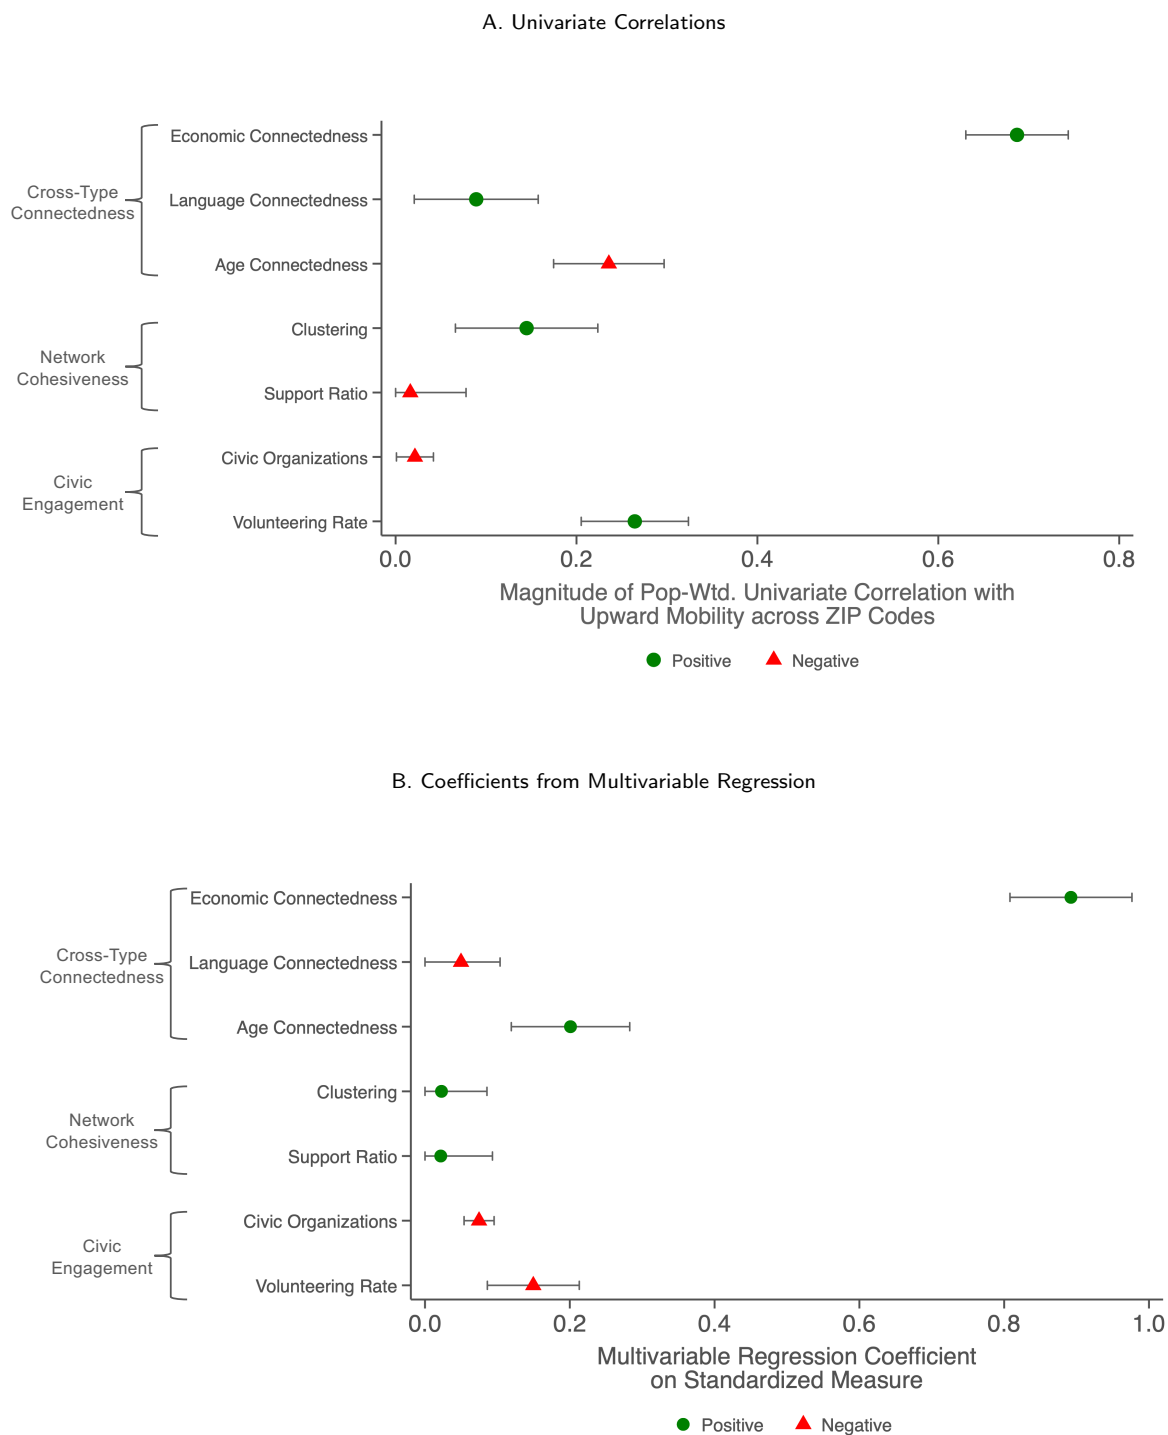 A. Univariate Correlations
Cross-Type
Connectedness
Economic Connectedness
Language Connectedness
Age Connectedness
Network
Cohesiveness
Clustering
Support Ratio
Civic
Engagement
Civic Organizations
Volunteering Rate
0.0 0.2 0.4 0.6 0.8
Magnitude of Pop-Wtd. Univariate Correlation with
Upward Mobility across ZIP Codes
Positive Negative
B. Coefficients from Multivariable Regression
Cross-Type
Connectedness
Economic Connectedness
Language Connectedness
Age Connectedness
Network
Cohesiveness
Clustering
Support Ratio
Civic
Engagement
Civic Organizations
Volunteering Rate
0.0 0.2 0.4 0.6 0.8 1.0
Multivariable Regression Coefficient
on Standardized Measure
Positive Negative